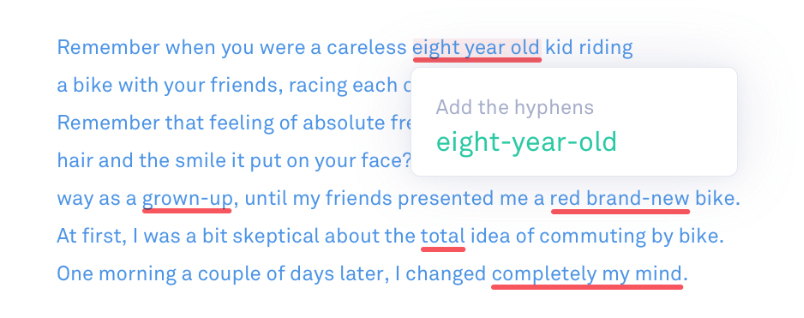 Remember when you were a careless eight year old kid riding
a bike with your friends, racing each
Add the hyphens
eight-year-old
Remember that feeling of absolute
hair and the smile it put on your face?
way as a grown-up, until my friends presented me a red brand-new bike.
At first, I was a bit skeptical about the total idea of commuting by bike.
One morning a couple of days later, I changed completely my mind.